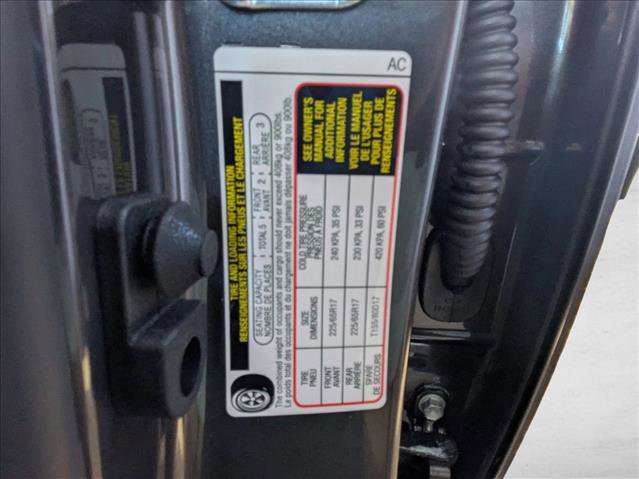 AC
TIRE AND LOADING INFORMATION
RENSEIGNEMENTS SUR LES PNEUS ET LE CHARGEMENT
SEATING CAPACITY TOTAL 5 FRONT 2 REAR 3
NOMBRE DE PLACES AVANT ARRIÈRE
The combined weight of occupants and cargo should never exceed 408kg or 900lbs.
Le poids total des occupants et du chargement ne doit jamais dépasser 408kg ou 900lb.
TIRE SIZE COLD TIRE PRESSURE
PNEU DIMENSIONS PRESSION DES PNEUS À FROID
FRONT 225/65R17 240 KPA, 35 PSI
AVANT
REAR 225/65R17 230 KPA, 33 PSI
ARRIÈRE
SPARE T155/80D17 420 KPA, 60 PSI
DE SECOURS
SEE OWNER'S
MANUAL FOR
ADDITIONAL
INFORMATION
VOIR LE MANUEL
DE L'USAGER
POUR PLUS DE
RENSEIGNEMENTS